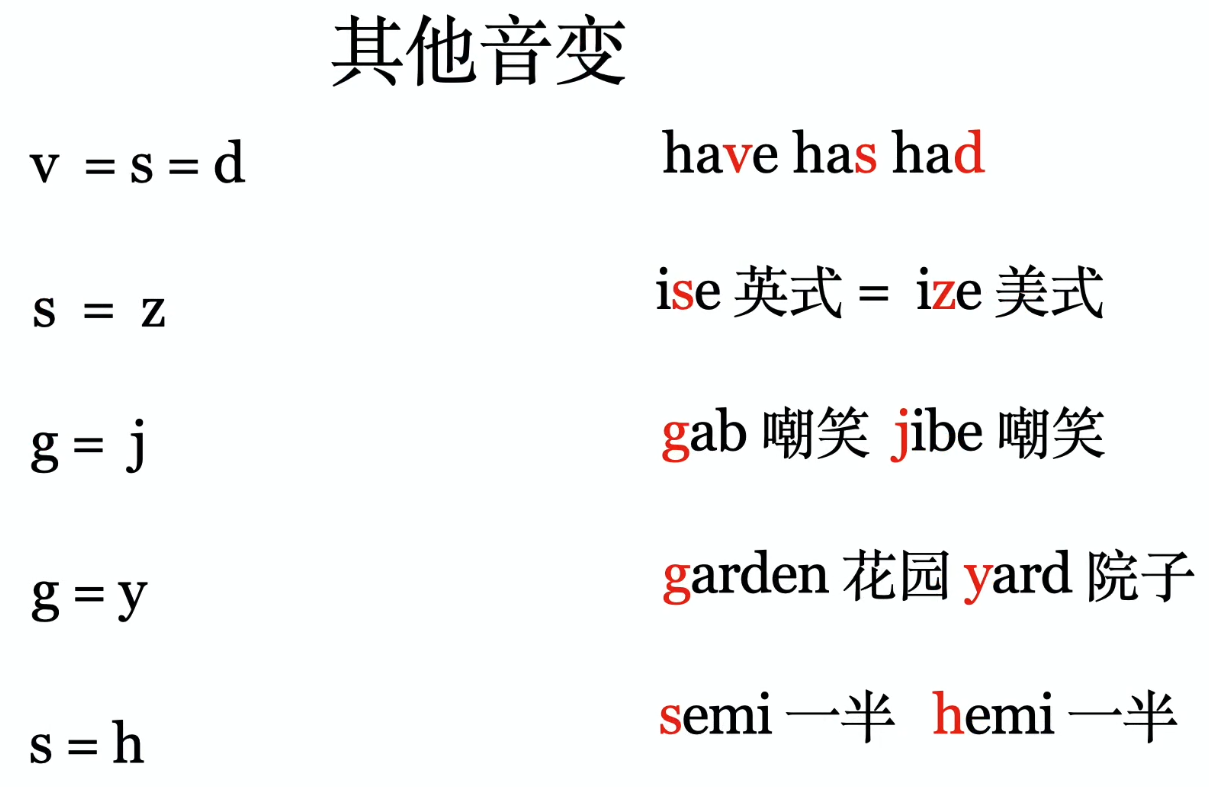 其他音变
v = s = d have has had
s = z ise 英式 = ize 美式
g = j gab 嘲笑 jibe 嘲笑
g = y garden 花园 yard 院子
s = h semi 一半 hemi 一半